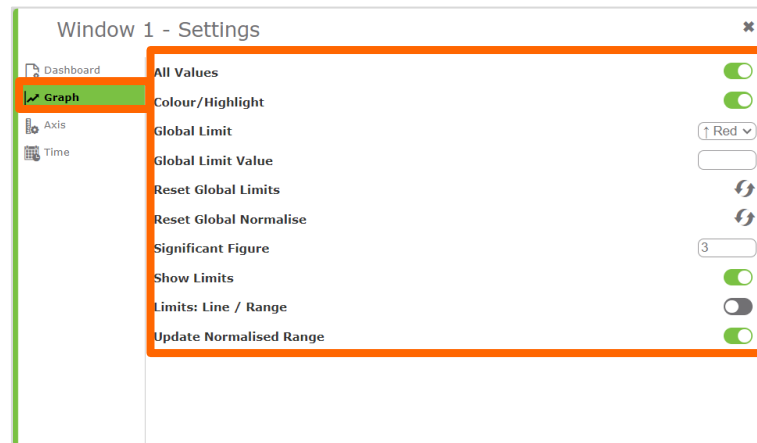 Window 1 - Settings
Dashboard
Graph
Axis
Time
All Values
Colour/Highlight
Global Limit
↑ Red
Global Limit Value
Reset Global Limits
Reset Global Normalise
Significant Figure
3
Show Limits
Limits: Line / Range
Update Normalised Range